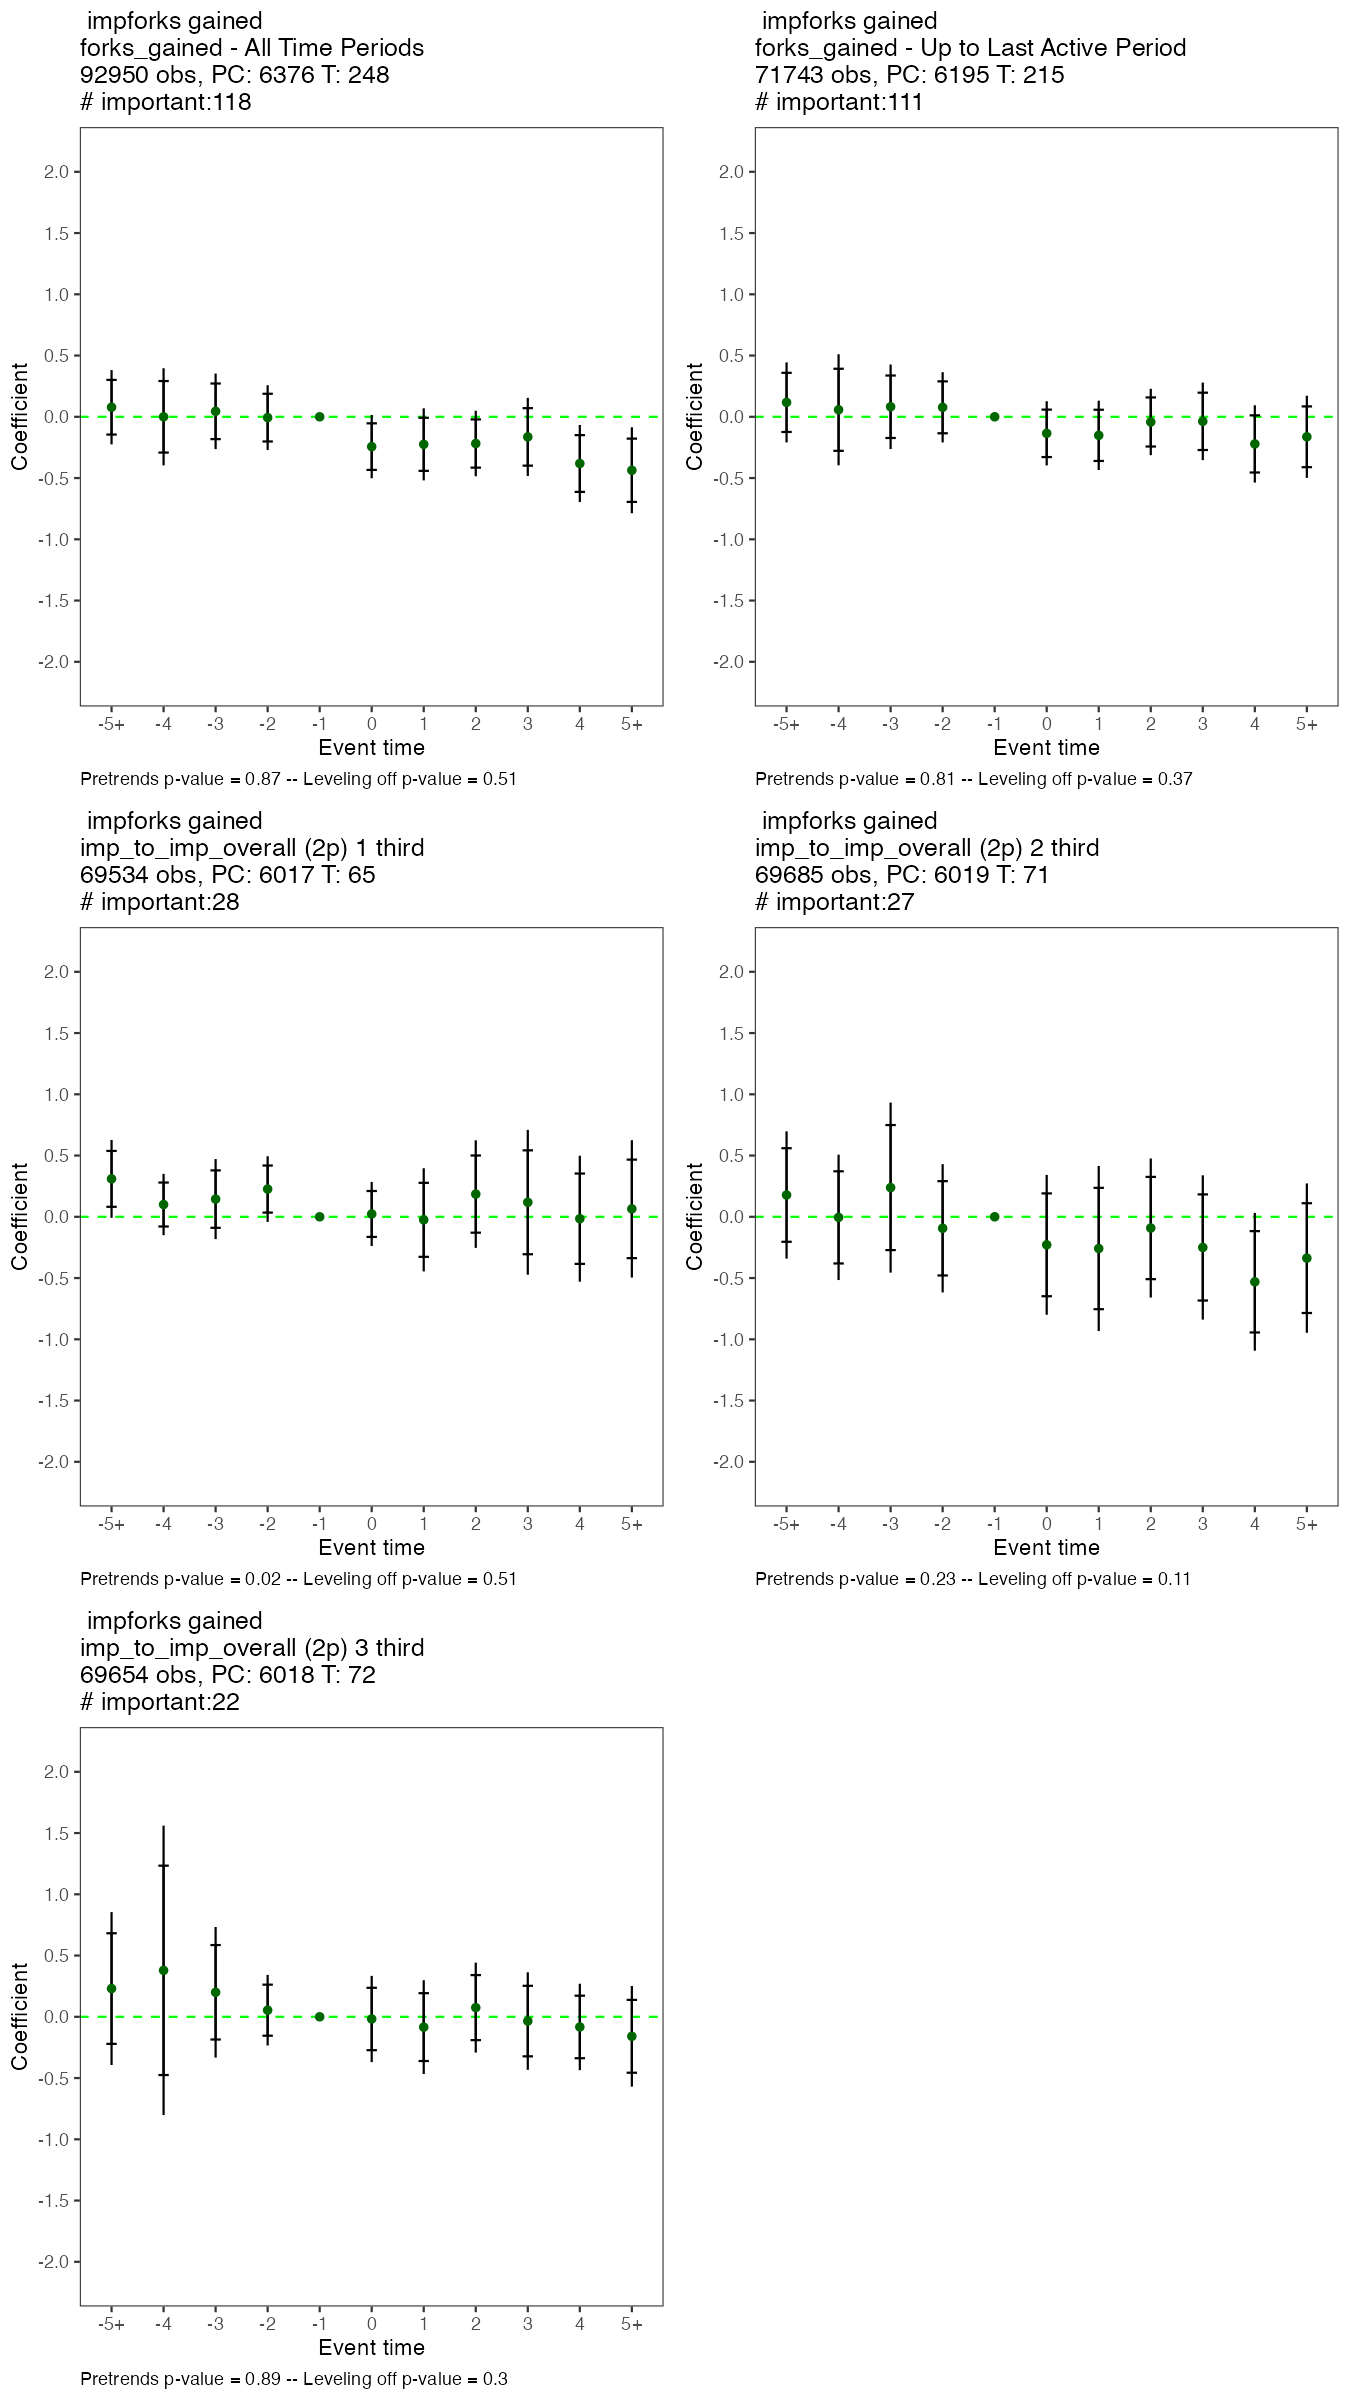 impforks gained
forks_gained - All Time Periods
92950 obs, PC: 6376 T: 248
# important:118
2.0
1.5
1.0
0.5
0.0
-0.5
-1.0
-1.5
-2.0
Coefficient
-5+ -4 -3 -2 -1 0 1 2 3 4 5+
Event time
Pretrends p-value = 0.87 -- Leveling off p-value = 0.51
impforks gained
forks_gained - Up to Last Active Period
71743 obs, PC: 6195 T: 215
# important:111
2.0
1.5
1.0
0.5
0.0
-0.5
-1.0
-1.5
-2.0
Coefficient
-5+ -4 -3 -2 -1 0 1 2 3 4 5+
Event time
Pretrends p-value = 0.81 -- Leveling off p-value = 0.37
impforks gained
imp_to_imp_overall (2p) 1 third
69534 obs, PC: 6017 T: 65
# important:28
2.0
1.5
1.0
0.5
0.0
-0.5
-1.0
-1.5
-2.0
Coefficient
-5+ -4 -3 -2 -1 0 1 2 3 4 5+
Event time
Pretrends p-value = 0.02 -- Leveling off p-value = 0.51
impforks gained
imp_to_imp_overall (2p) 2 third
69685 obs, PC: 6019 T: 71
# important:27
2.0
1.5
1.0
0.5
0.0
-0.5
-1.0
-1.5
-2.0
Coefficient
-5+ -4 -3 -2 -1 0 1 2 3 4 5+
Event time
Pretrends p-value = 0.23 -- Leveling off p-value = 0.11
impforks gained
imp_to_imp_overall (2p) 3 third
69654 obs, PC: 6018 T: 72
# important:22
2.0
1.5
1.0
0.5
0.0
-0.5
-1.0
-1.5
-2.0
Coefficient
-5+ -4 -3 -2 -1 0 1 2 3 4 5+
Event time
Pretrends p-value = 0.89 -- Leveling off p-value = 0.3